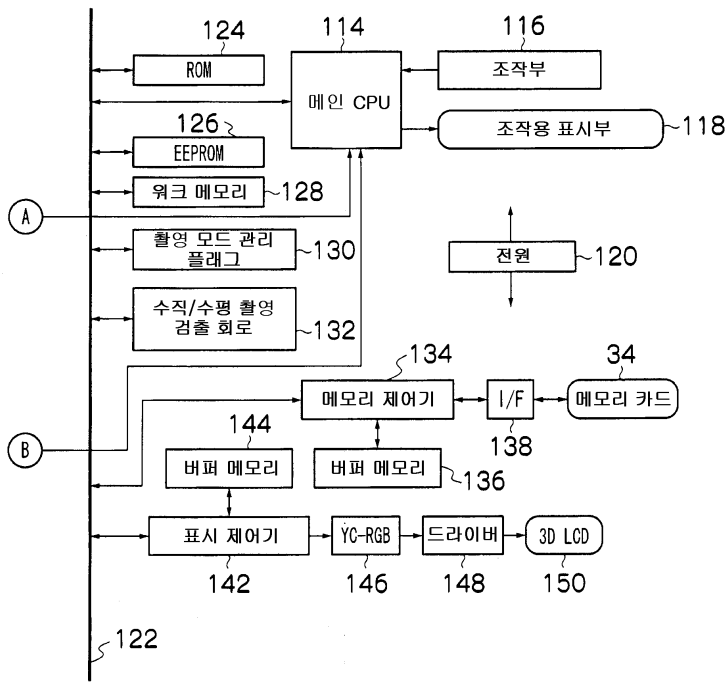 124
114
116
ROM
메인 CPU
조작부
126
조작용 표시부
118
EEPROM
워크 메모리
128
A
촬영 모드 관리
플래그
130
전원
120
수직/수평 촬영
검출 회로
132
134
34
메모리 제어기
I/F
메모리 카드
144
138
B
버퍼 메모리
버퍼 메모리
136
표시 제어기
YC-RGB
드라이버
3D LCD
142
146
148
150
122